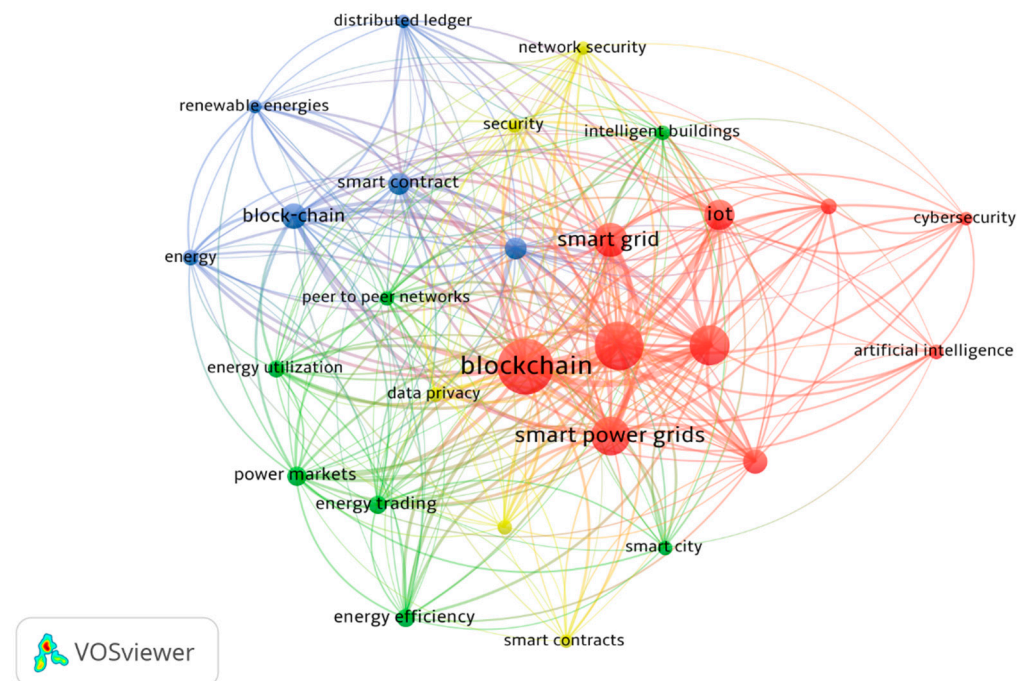 distributed ledger
network security
renewable energies
security
intelligent buildings
smart contract
block-chain
iot
cybersecurity
smart grid
energy
peer to peer networks
artificial intelligence
blockchain
energy utilization
data privacy
smart power grids
power markets
energy trading
smart city
energy efficiency
smart contracts
VOSviewer